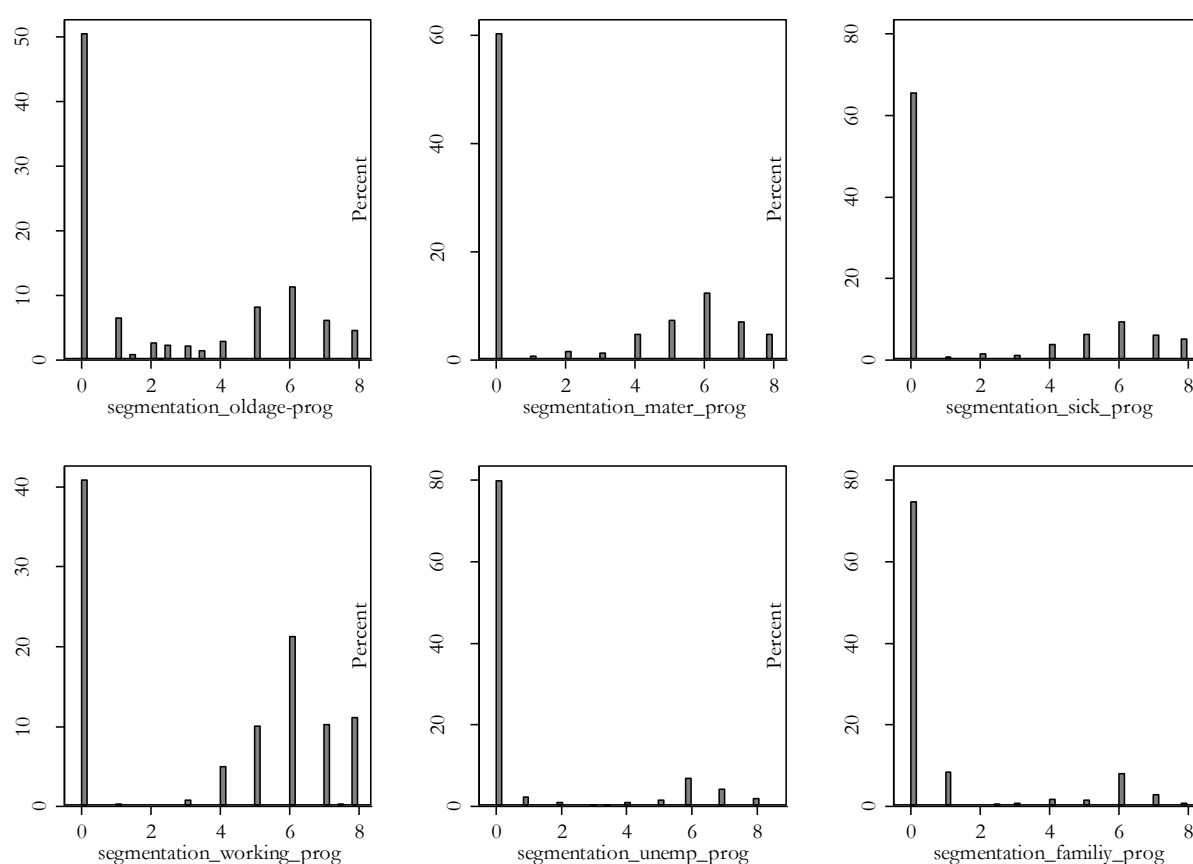 50
40
30
20
10
0
0 2 4 6 8
segmentation_oldage-prog
Percent
60
40
20
0
0 2 4 6 8
segmentation_mater_prog
Percent
80
60
40
20
0
0 2 4 6 8
segmentation_sick_prog
40
30
20
10
0
0 2 4 6 8
segmentation_working_prog
Percent
80
60
40
20
0
0 2 4 6 8
segmentation_unemp_prog
Percent
80
60
40
20
0
0 2 4 6 8
segmentation_familiy_prog